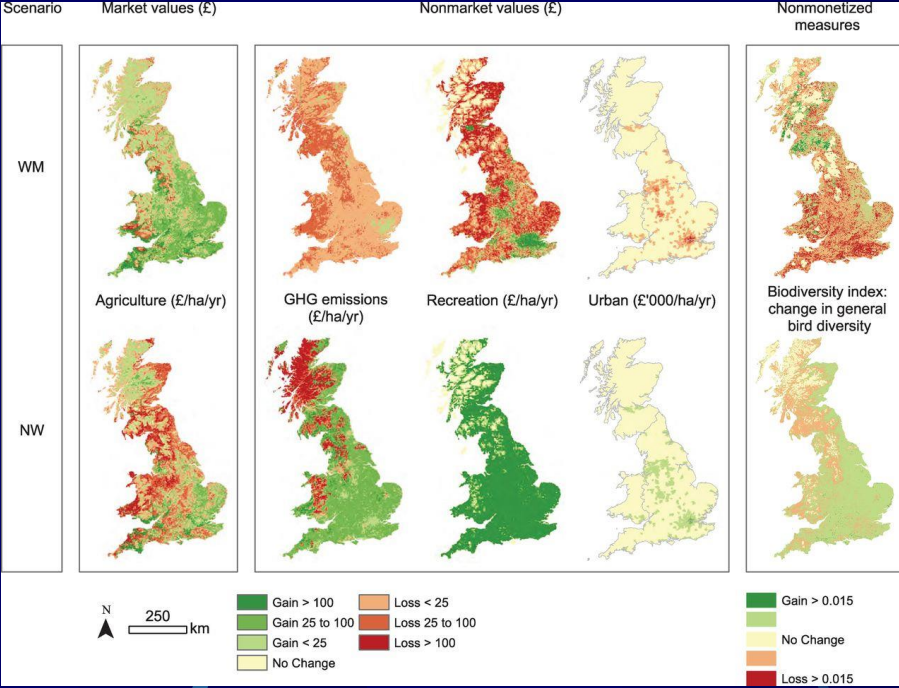 Scenario
Market values (£)
Nonmarket values (£)
Nonmonetized
measures
WM
Agriculture (£/ha/yr)
GHG emissions
(£/ha/yr)
Recreation (£/ha/yr)
Urban (£'000/ha/yr)
Biodiversity index:
change in general
bird diversity
NW
N
250
km
Gain > 100
Gain 25 to 100
Gain < 25
No Change
Loss < 25
Loss 25 to 100
Loss > 100
Gain > 0.015
No Change
Loss > 0.015